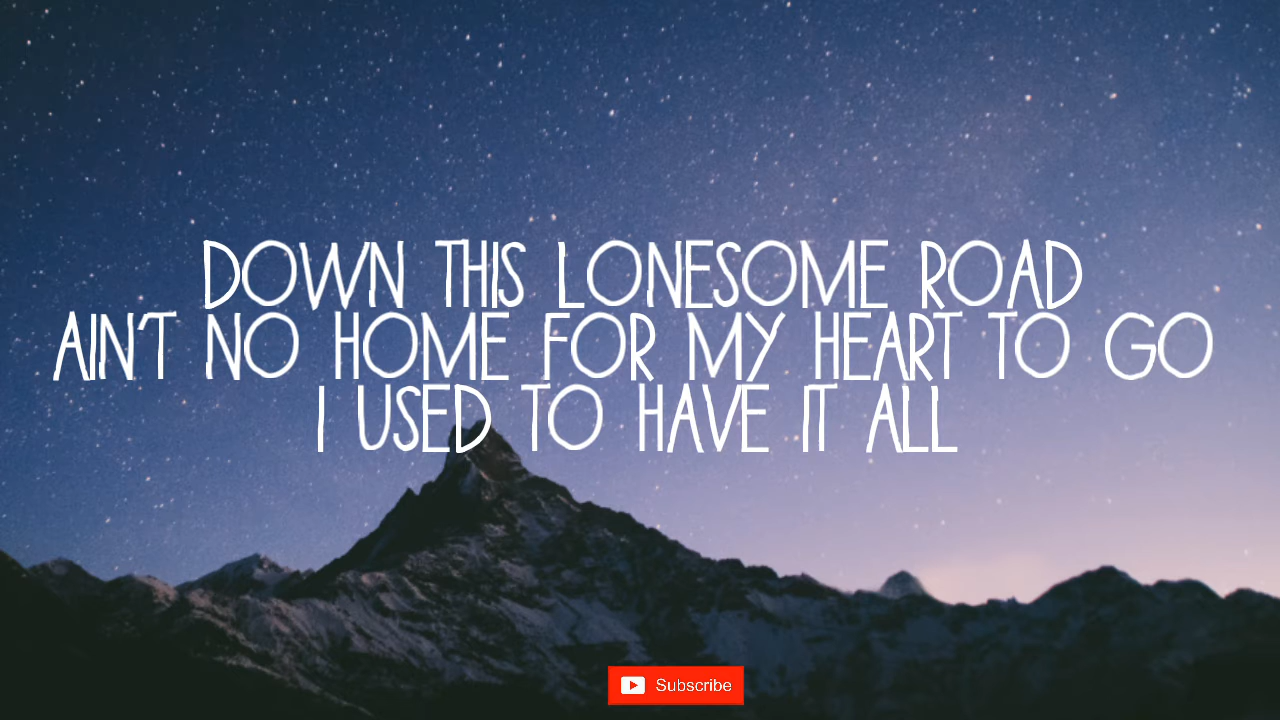 DOWN THIS LONESOME ROAD
AIN'T NO HOME FOR MY HEART TO GO
I USED TO HAVE IT ALL
Subscribe